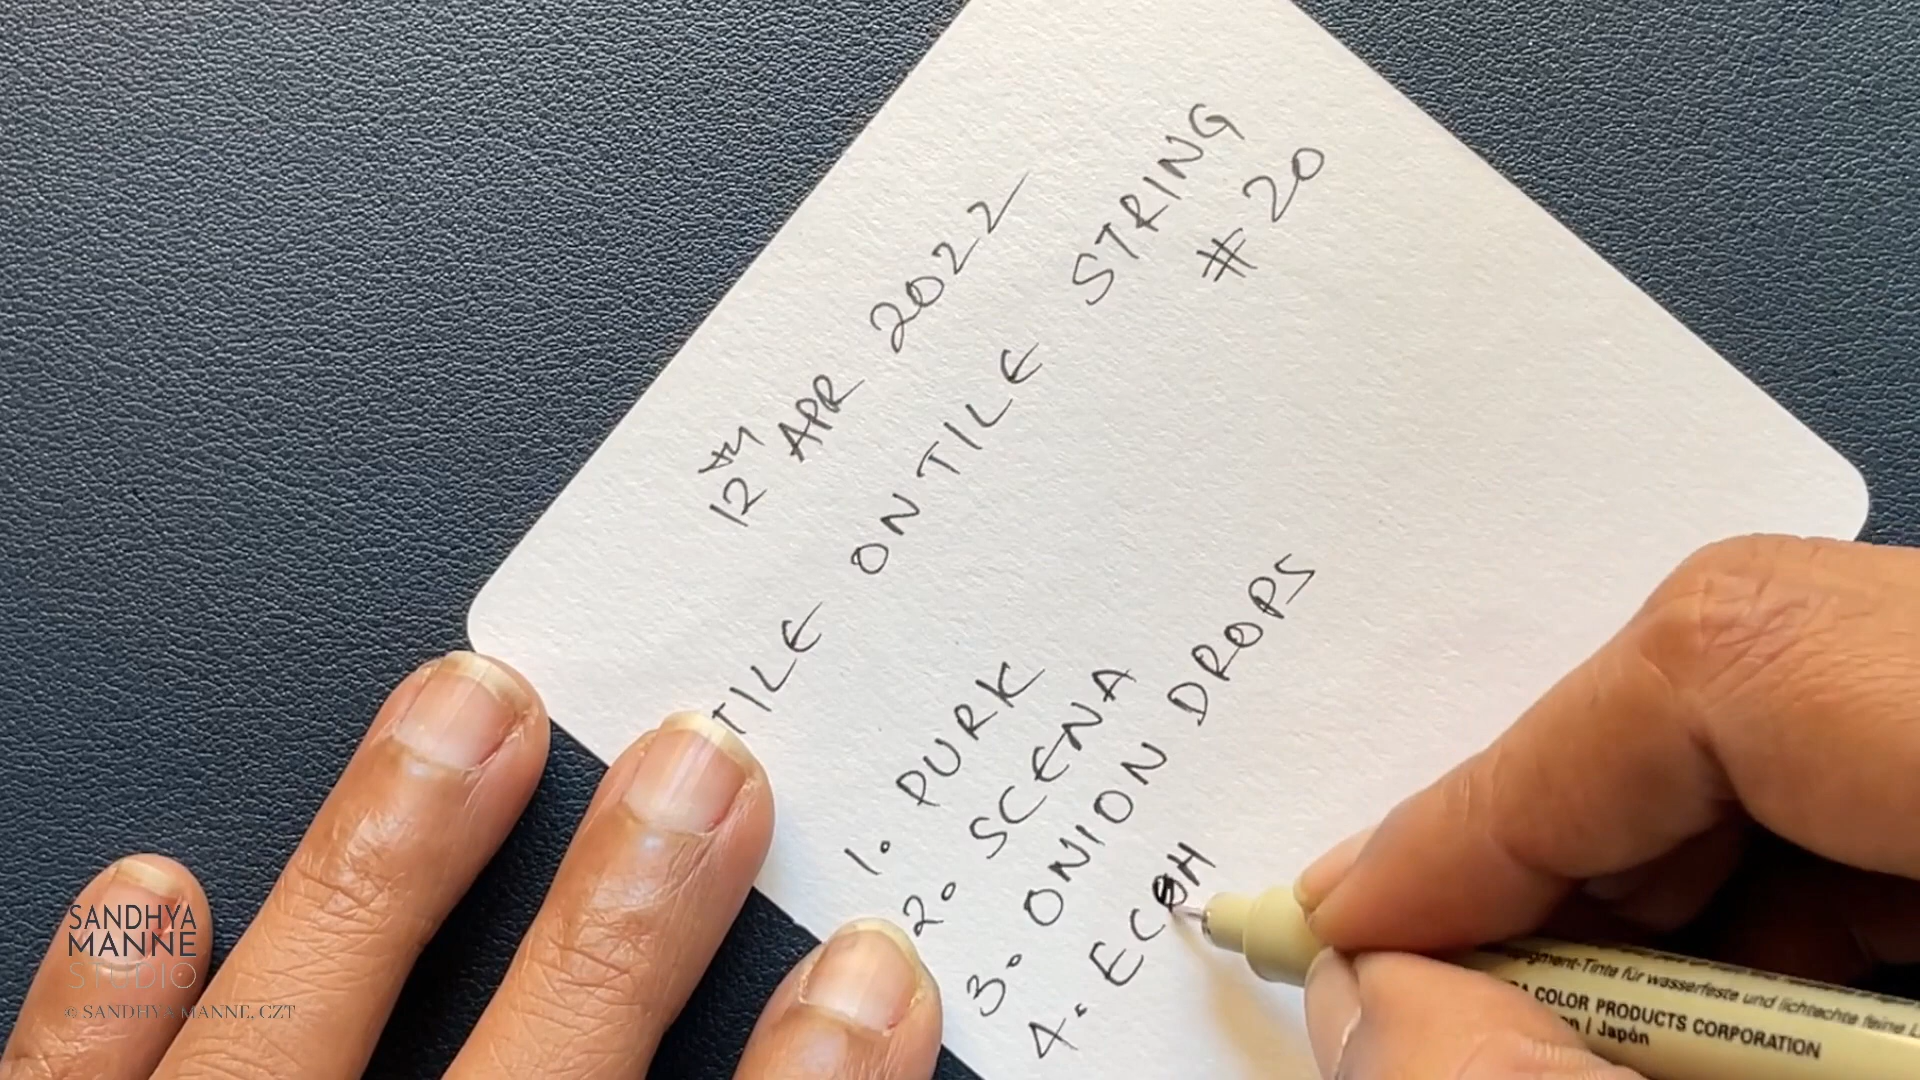 12TH APR 2022
TILE ON TILE STRING
#20
1. PURK
2. SCENA
3. ONION DROPS
4. ECOH
SANDHYA
MANNE
STUDIO
© SANDHYA MANNE, CZT
gment-Tinte für wasserfeste und lichtechte feine L
COLOR PRODUCTS CORPORATION
| Japón